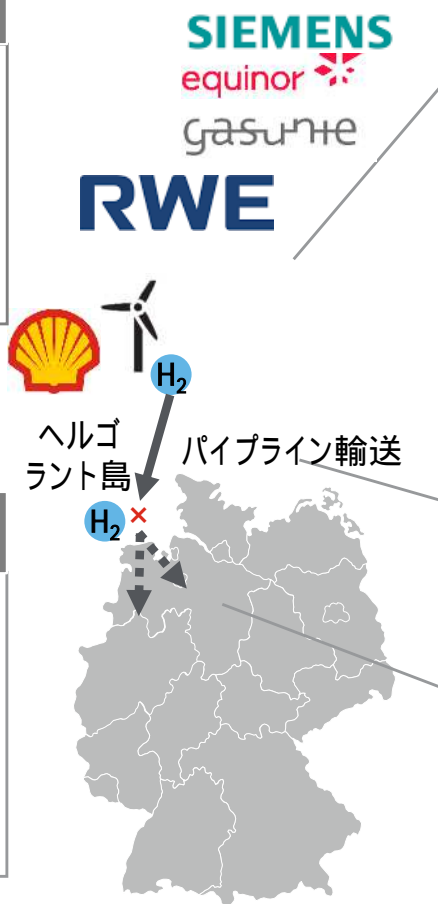 SIEMENS
equinor
gasunie
RWE
H₂
ヘルゴ
ラント島
パイプライン輸送
H₂